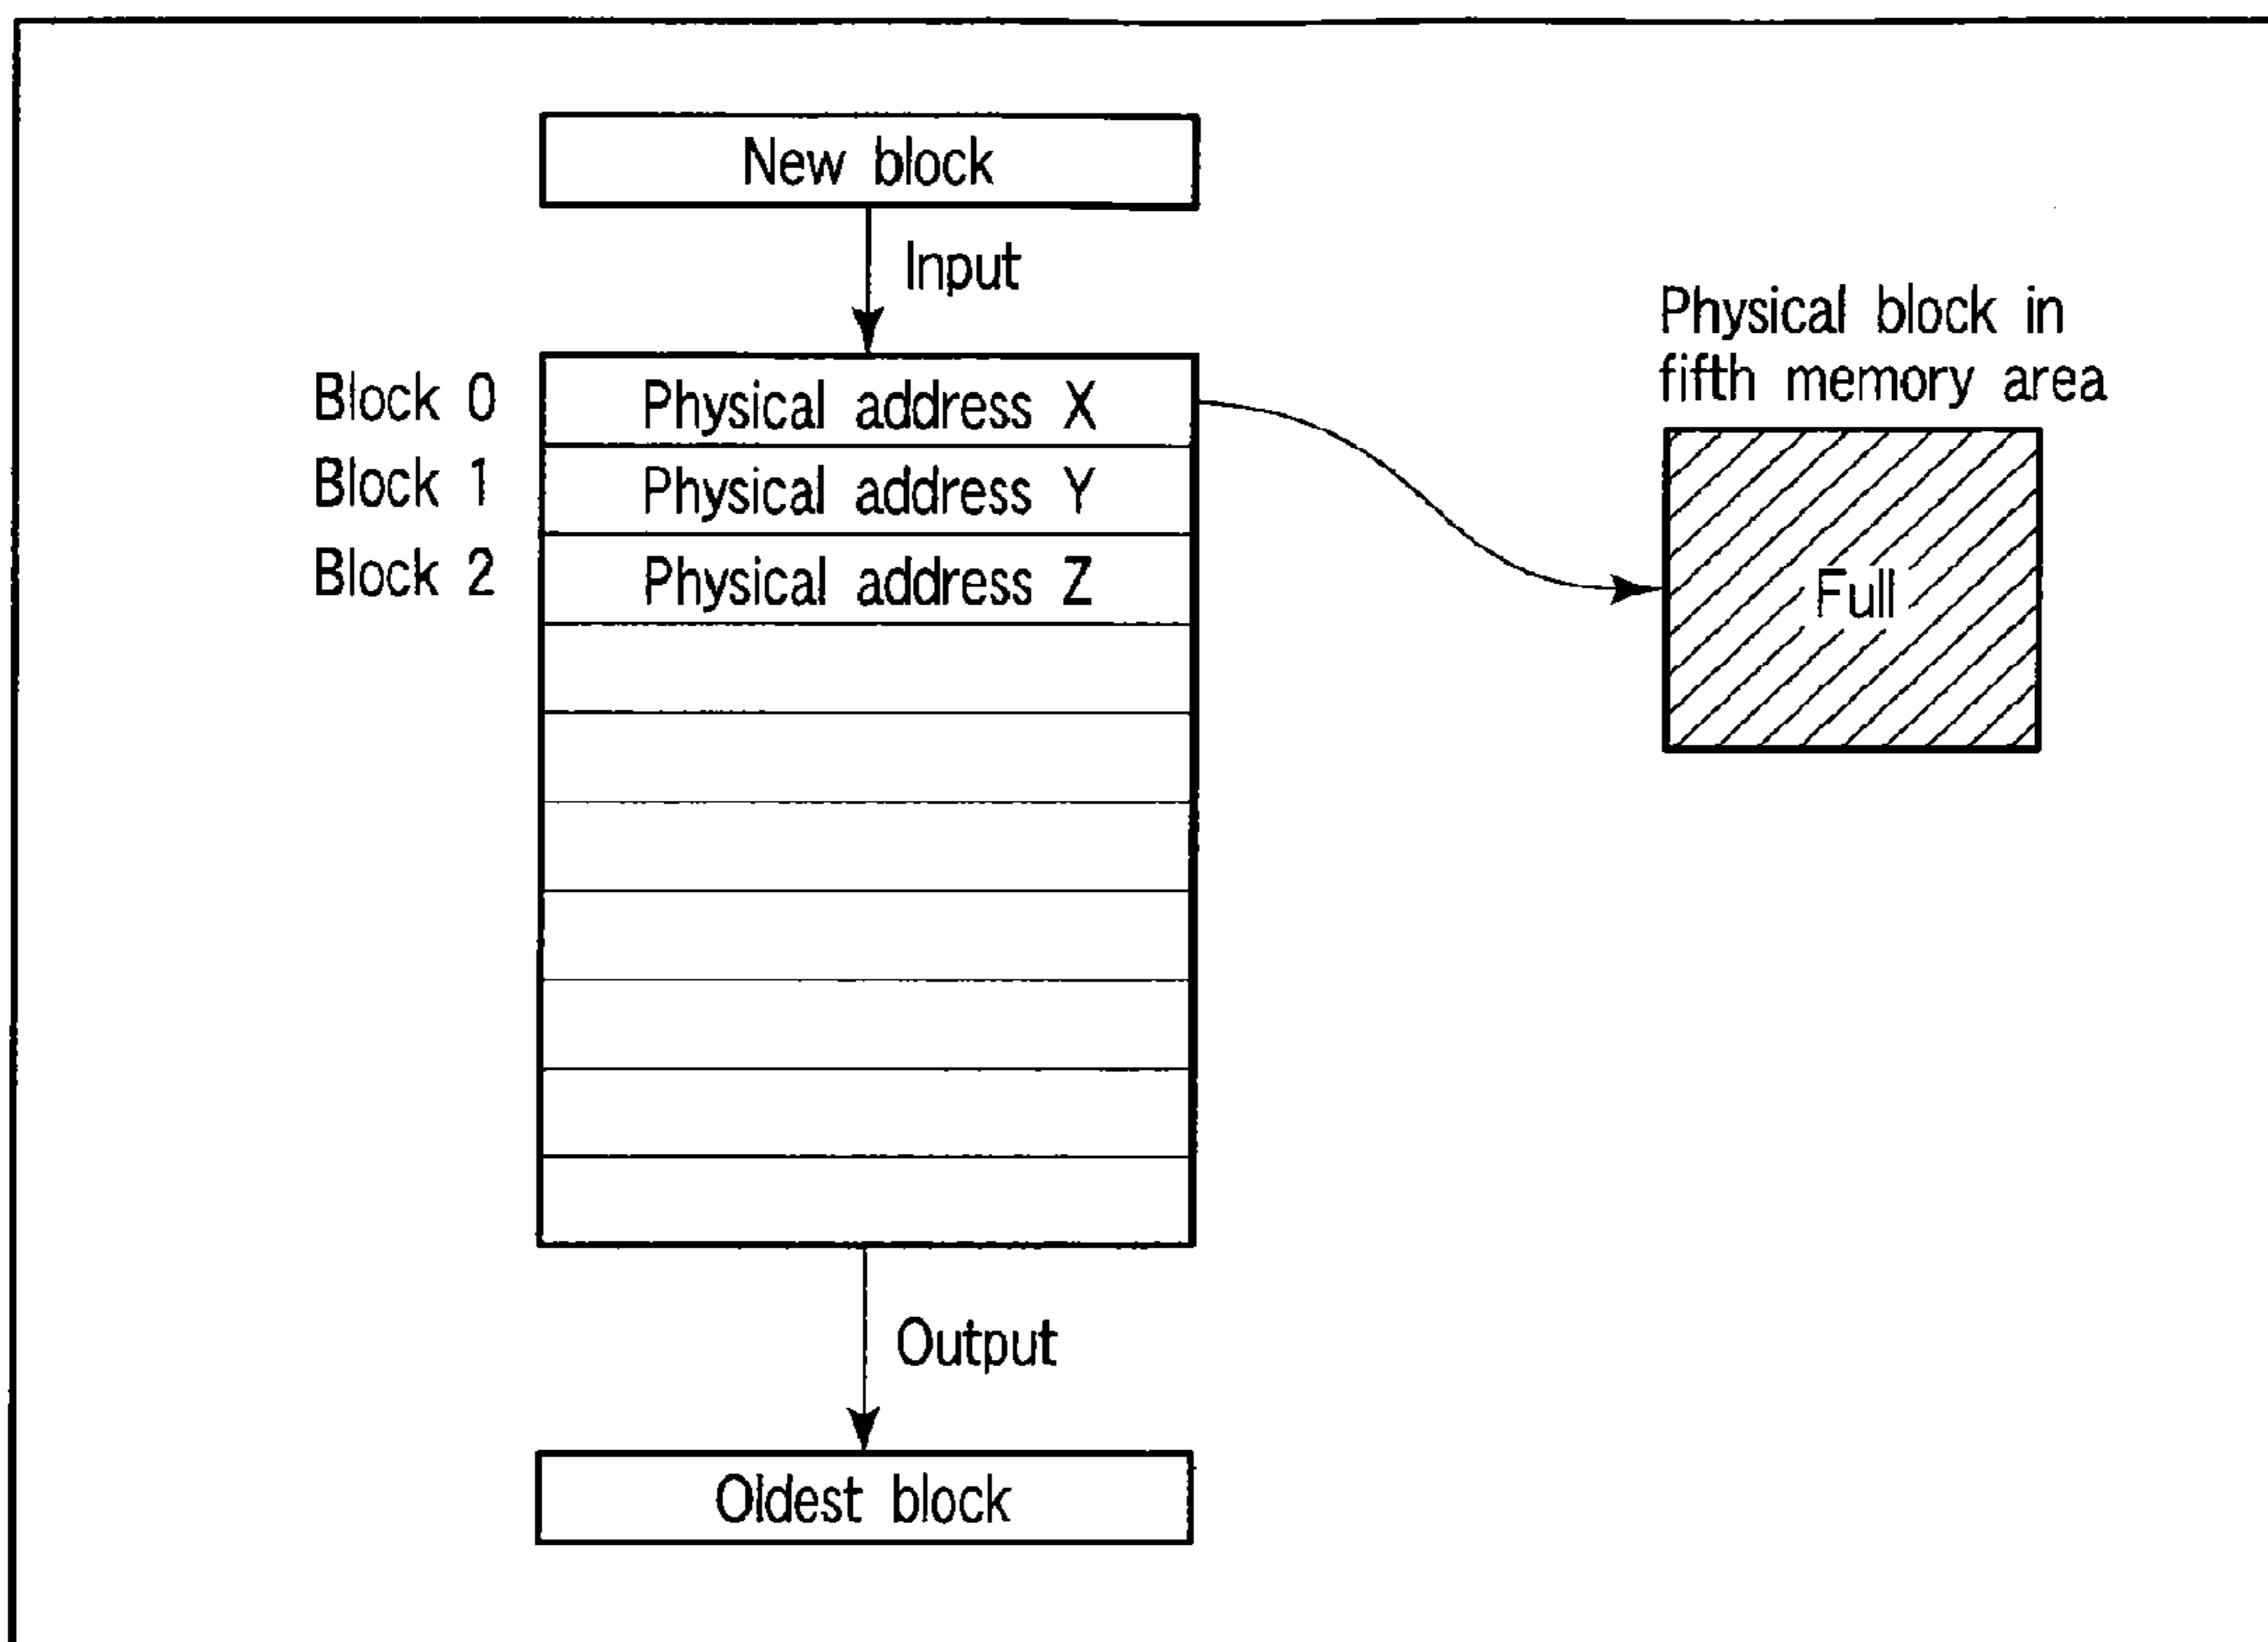 New block
Input
Physical block in
fifth memory area
Block 0 Physical address X
Block 1 Physical address Y
Block 2 Physical address Z
Full
Output
Oldest block